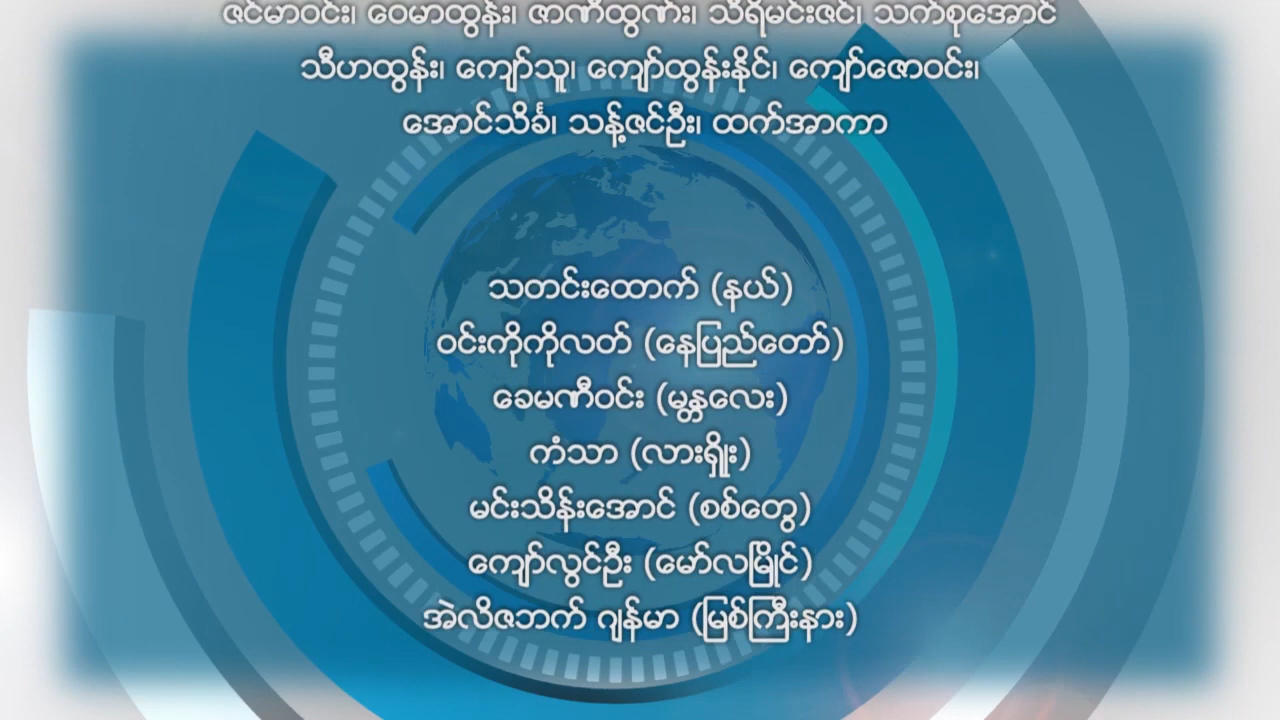 ဇင်မာဝင်း၊ ဝေမာထွန်း၊ ဇာဏီထွဏ်း၊ သီရိမင်းဇင်၊ သက်စုအောင်
သီဟထွန်း၊ ကျော်သူ၊ ကျော်ထွန်းနိုင်၊ ကျော်ဇောဝင်း၊
အောင်သိင်္ခ၊ သန့်ဇင်ဦး၊ ထက်အာကာ
သတင်းထောက် (နယ်)
ဝင်းကိုကိုလတ် (နေပြည်တော်)
ခေမဏီဝင်း (မန္တလေး)
ကံသာ (လားရှိုး)
မင်းသိန်းအောင် (စစ်တွေ)
ကျော်လွင်ဦး (မော်လမြိုင်)
အဲလိဇဘက် ဂျန်မာ (မြစ်ကြီးနား)